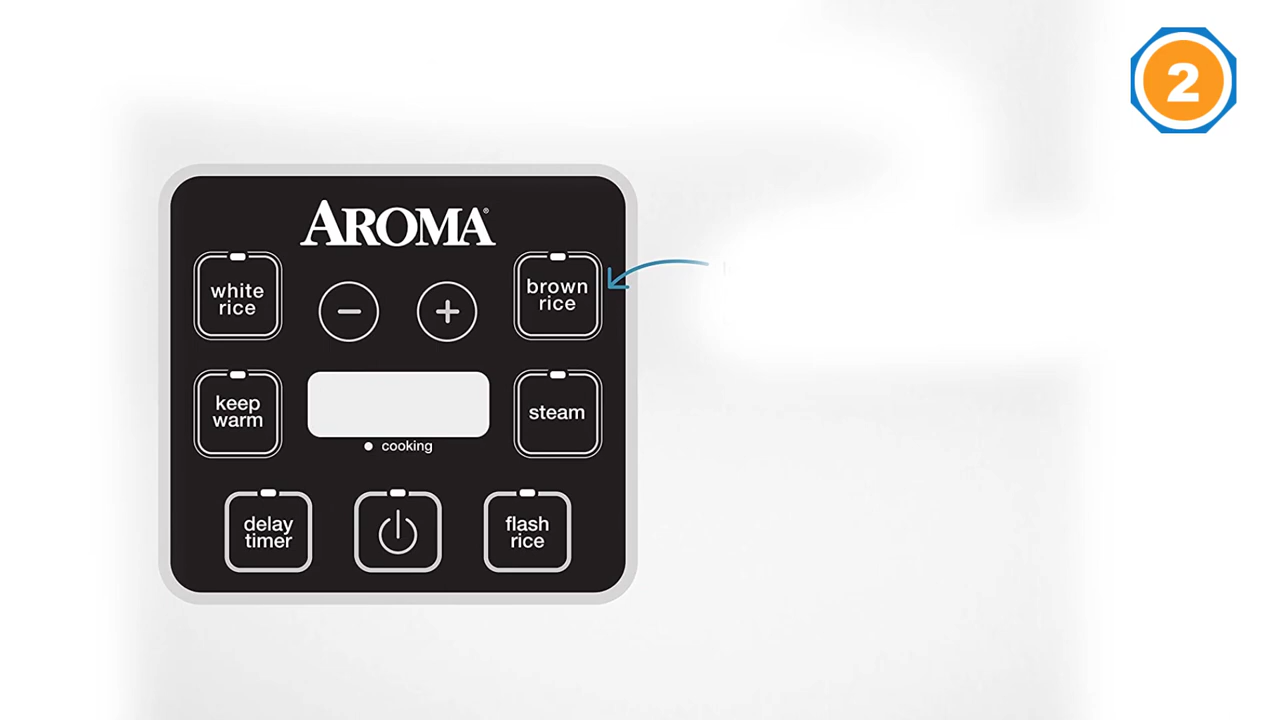 2
AROMA®
white
rice
−
+
brown
rice
keep
warm
cooking
steam
delay
timer
flash
rice